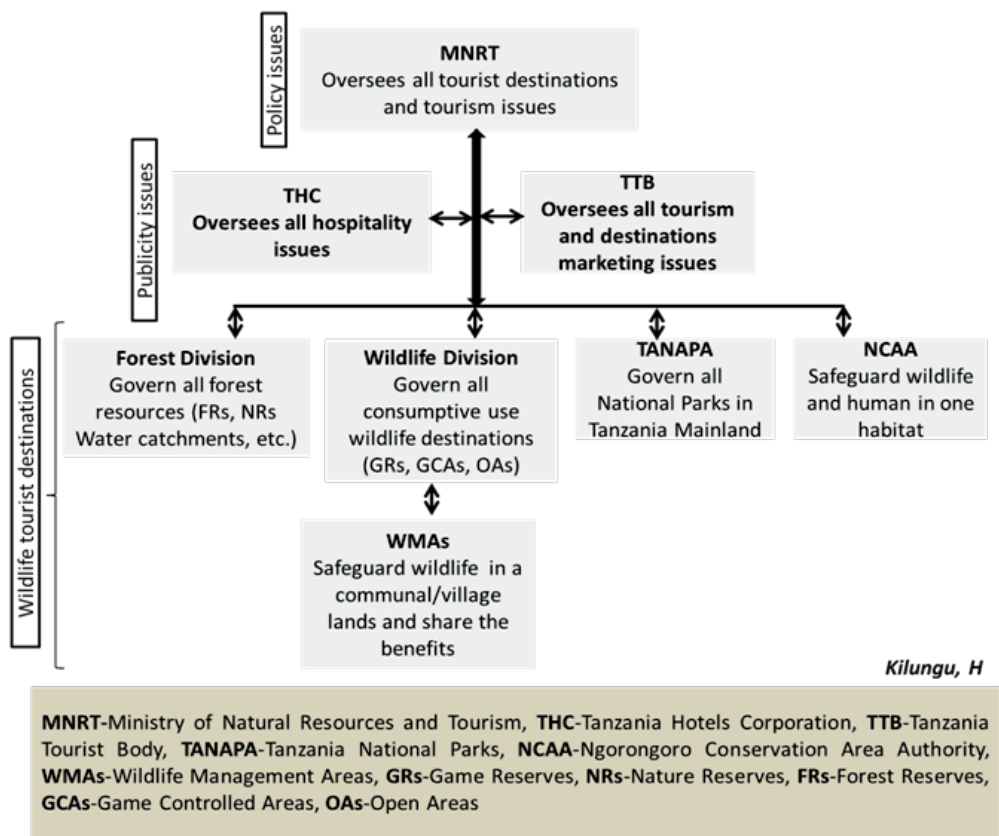 Policy issues
MNRT
Oversees all tourist destinations
and tourism issues
Publicity issues
THC
Oversees all hospitality
issues
TTB
Oversees all tourism
and destinations
marketing issues
Wildlife tourist destinations
Forest Division
Govern all forest
resources (FRs, NRs
Water catchments, etc.)
Wildlife Division
Govern all
consumptive use
wildlife destinations
(GRs, GCAs, OAs)
TANAPA
Govern all
National Parks in
Tanzania Mainland
NCAA
Safeguard wildlife
and human in one
habitat
WMAs
Safeguard wildlife in a
communal/village
lands and share the
benefits
Kilungu, H
MNRT-Ministry of Natural Resources and Tourism, THC-Tanzania Hotels Corporation, TTB-Tanzania
Tourist Body, TANAPA-Tanzania National Parks, NCAA-Ngorongoro Conservation Area Authority,
WMAs-Wildlife Management Areas, GRs-Game Reserves, NRs-Nature Reserves, FRs-Forest Reserves,
GCAs-Game Controlled Areas, OAs-Open Areas